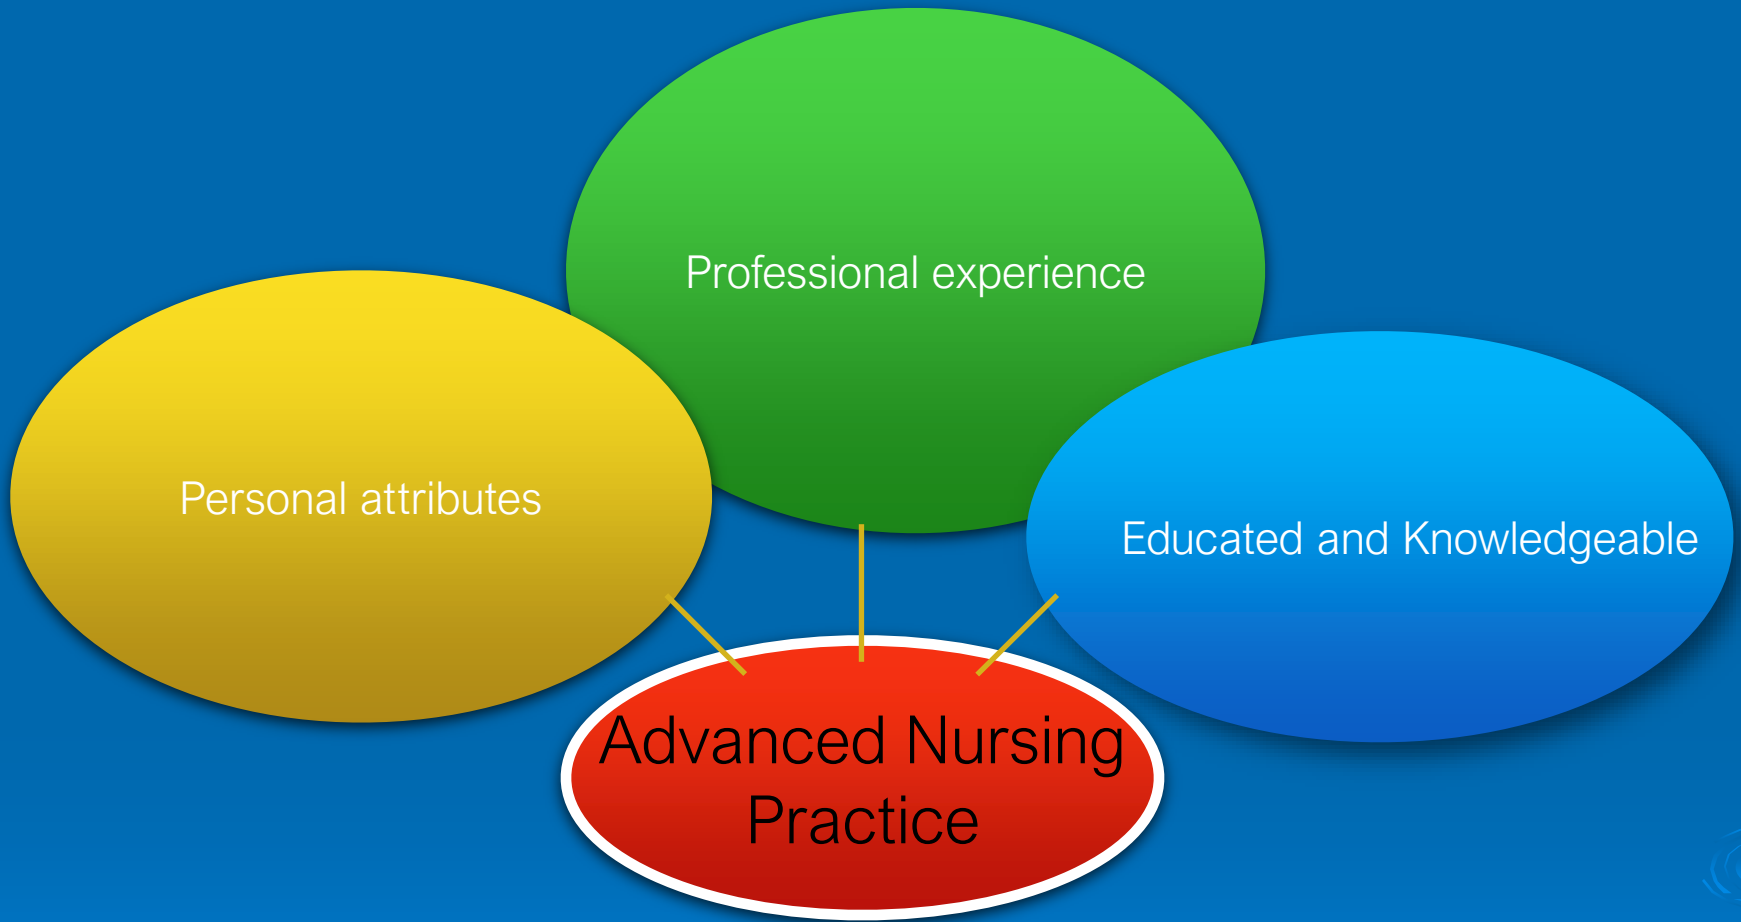 Professional experience
Personal attributes
Educated and Knowledgeable
Advanced Nursing
Practice